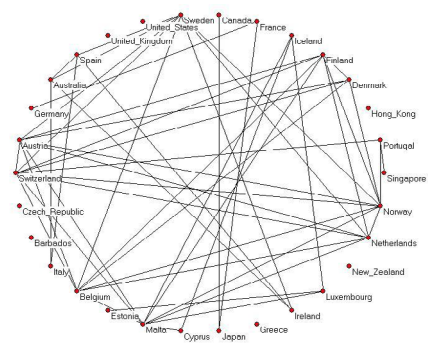 Sweden
Canada
United_States
France
United_Kingdom
Iceland
Spain
Finland
Australia
Denmark
Germany
Hong_Kong
Austria
Portugal
Switzerland
Singapore
Czech_Republic
Norway
Barbados
Netherlands
Italy
New_Zealand
Belgium
Luxembourg
Estonia
Ireland
Malta
Greece
Cyprus
Japan